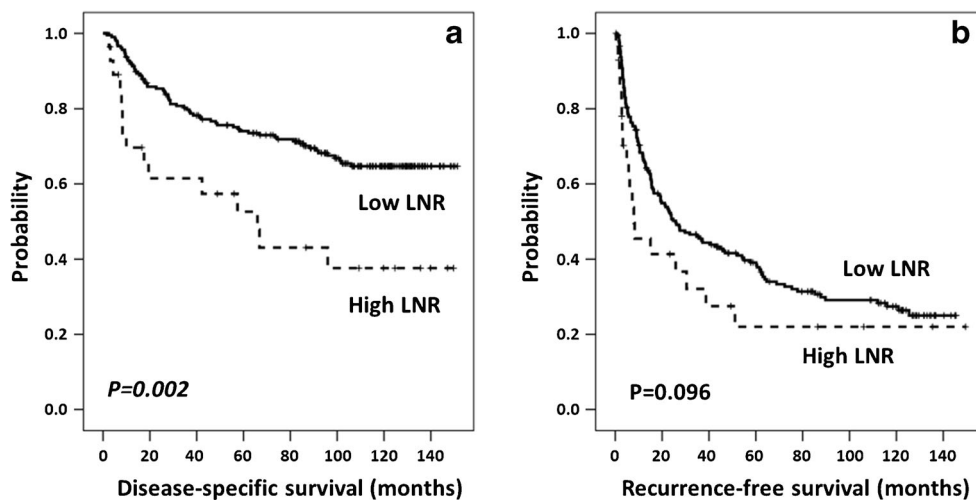 a
1.0
0.8
0.6
0.4
0.2
0.0
Probability
Low LNR
High LNR
P=0.002
0 20 40 60 80 100 120 140
Disease-specific survival (months)
b
1.0
0.8
0.6
0.4
0.2
0.0
Probability
Low LNR
High LNR
P=0.096
0 20 40 60 80 100 120 140
Recurrence-free survival (months)